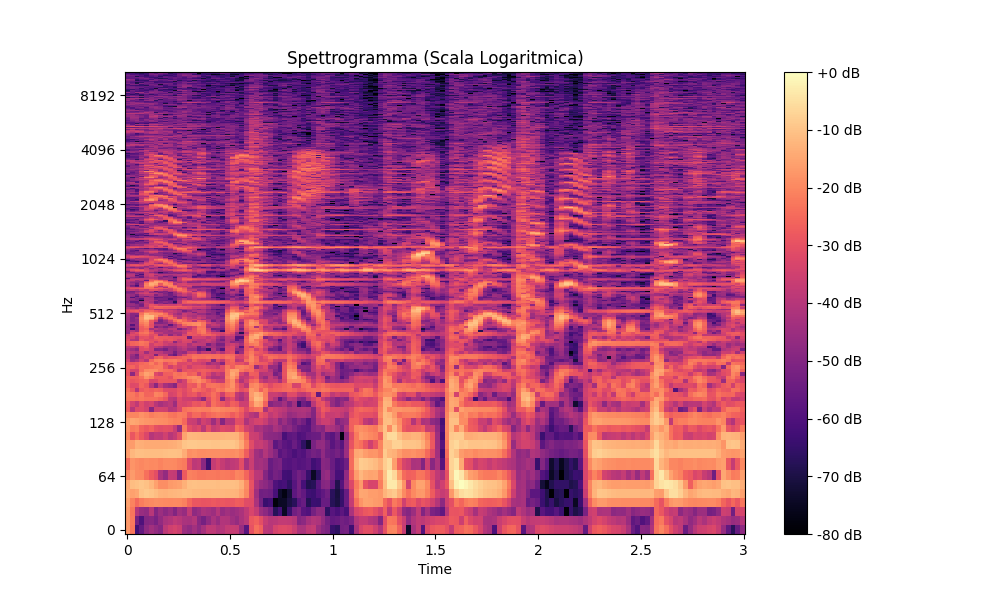 Spettrogramma (Scala Logaritmica)
Hz
8192
4096
2048
1024
512
256
128
64
0
0
0.5
1
1.5
2
2.5
3
Time
+0 dB
-10 dB
-20 dB
-30 dB
-40 dB
-50 dB
-60 dB
-70 dB
-80 dB